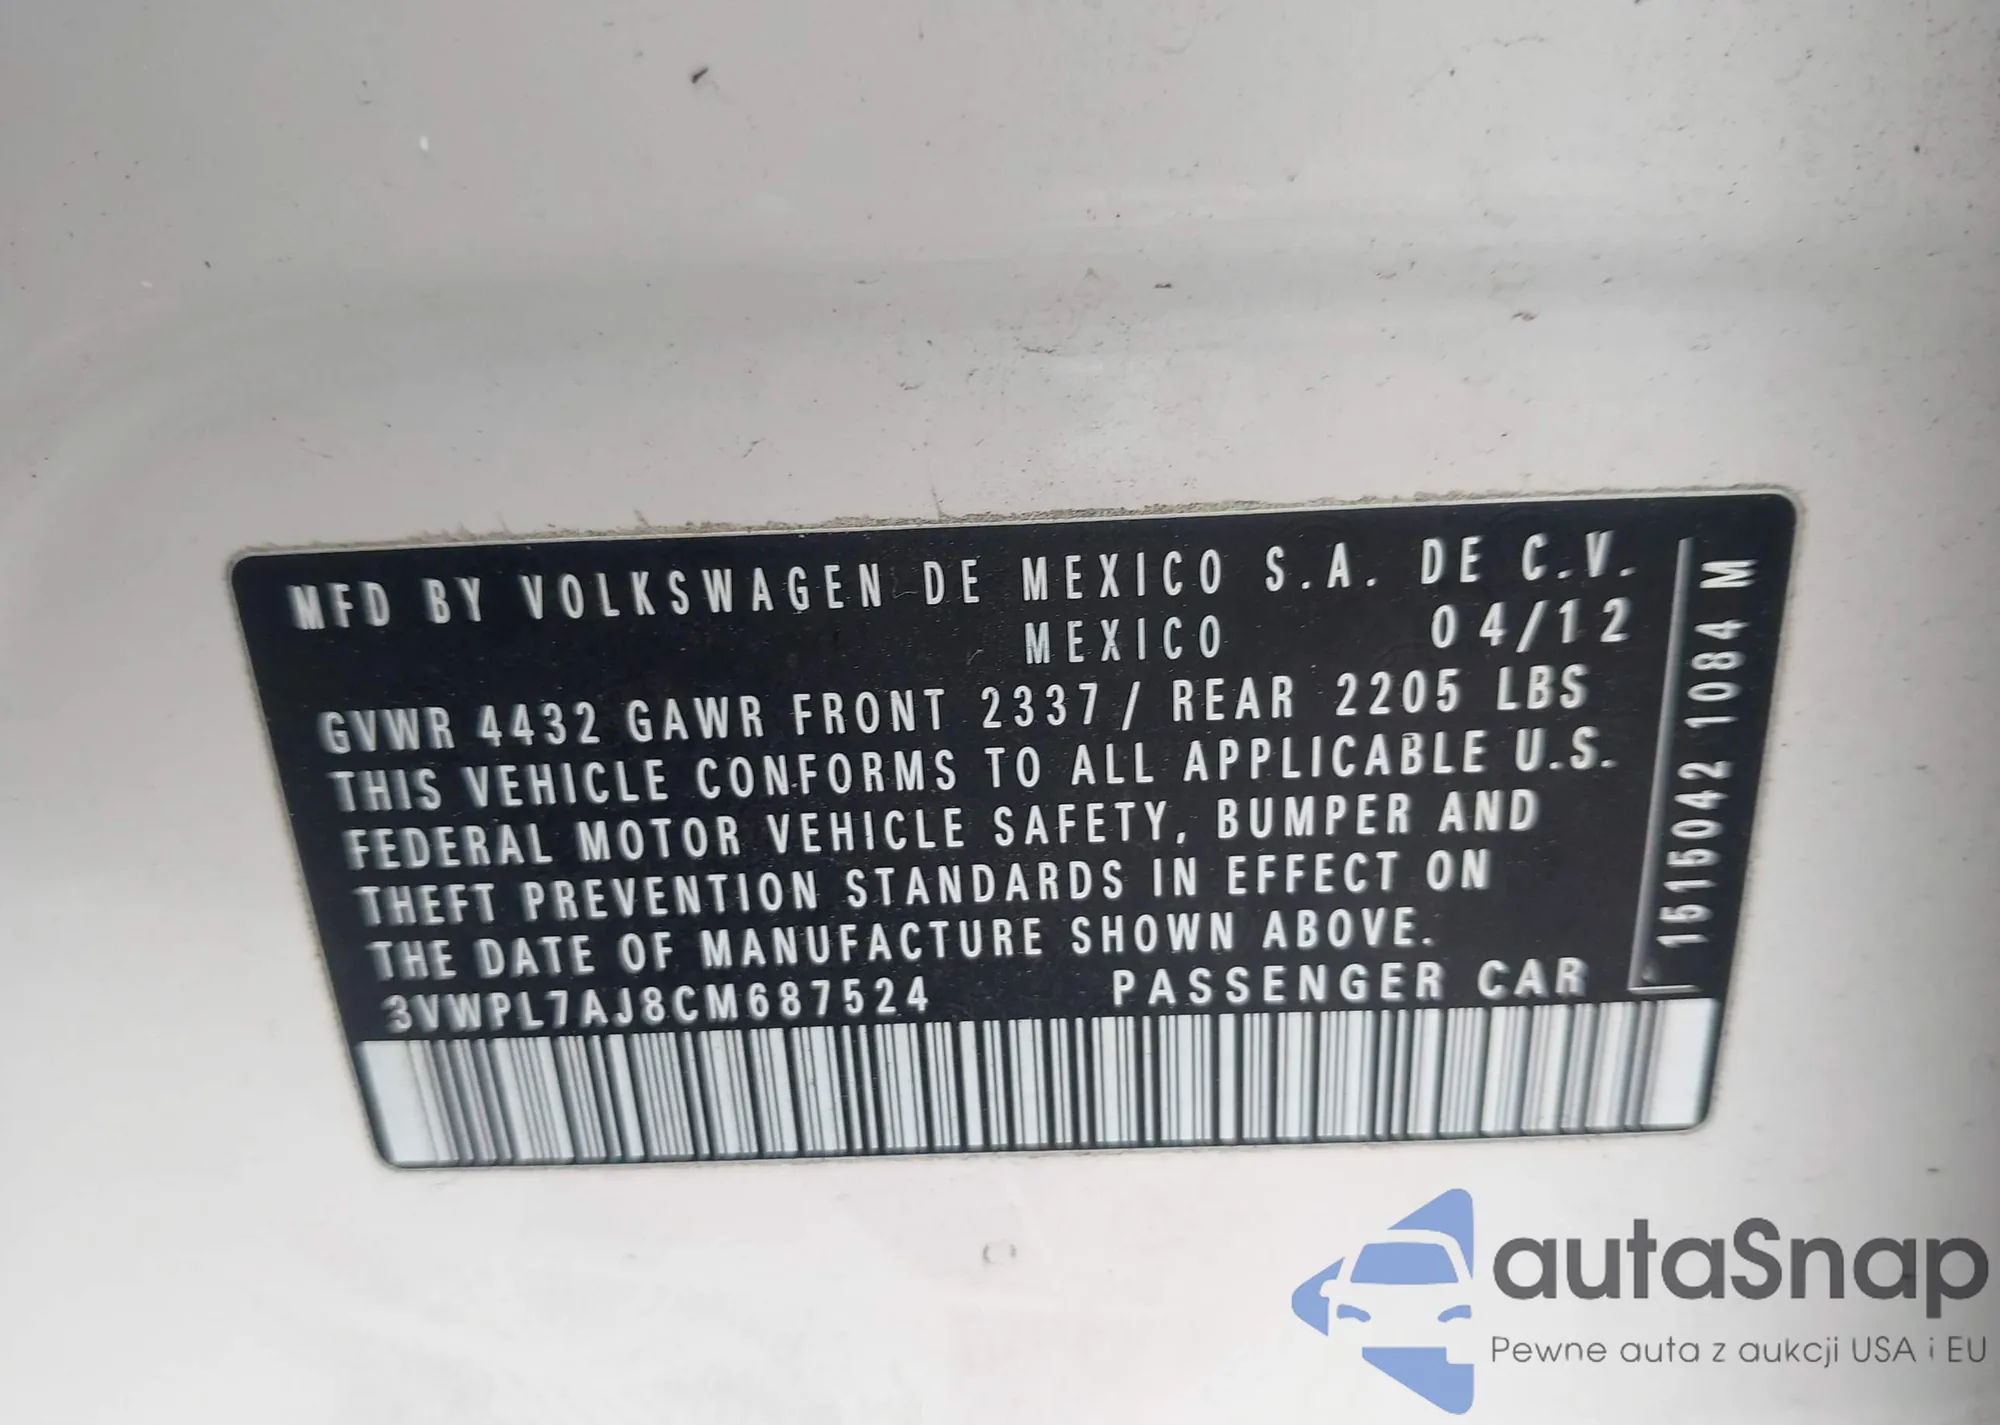 MFD BY VOLKSWAGEN DE MEXICO S.A. DE C.V.
MEXICO 04/12
GVWR 4432 GAWR FRONT 2337/ REAR 2205 LBS
THIS VEHICLE CONFORMS TO ALL APPLICABLE U.S.
FEDERAL MOTOR VEHICLE SAFETY, BUMPER AND
THEFT PREVENTION STANDARDS IN EFFECT ON
THE DATE OF MANUFACTURE SHOWN ABOVE.
3VWPL7AJ8CM687524 PASSENGER CAR
1515042 1084 M
autaSnap
Pewne auta z aukcji USA i EU